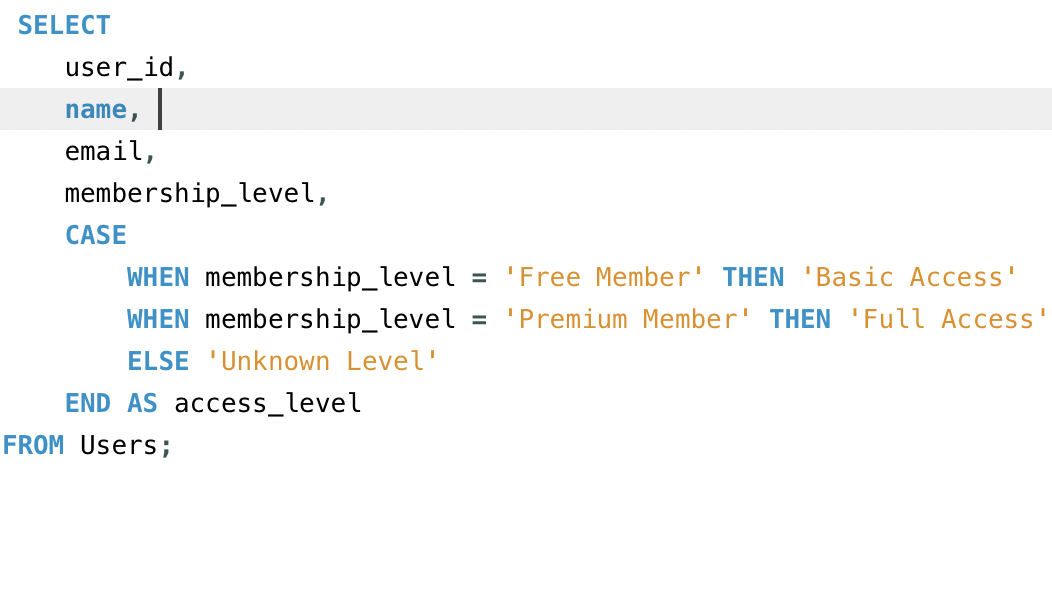 SELECT
user_id,
name,
email,
membership_level,
CASE
WHEN membership_level = 'Free Member' THEN 'Basic Access'
WHEN membership_level = 'Premium Member' THEN 'Full Access'
ELSE 'Unknown Level'
END AS access_level
FROM Users;